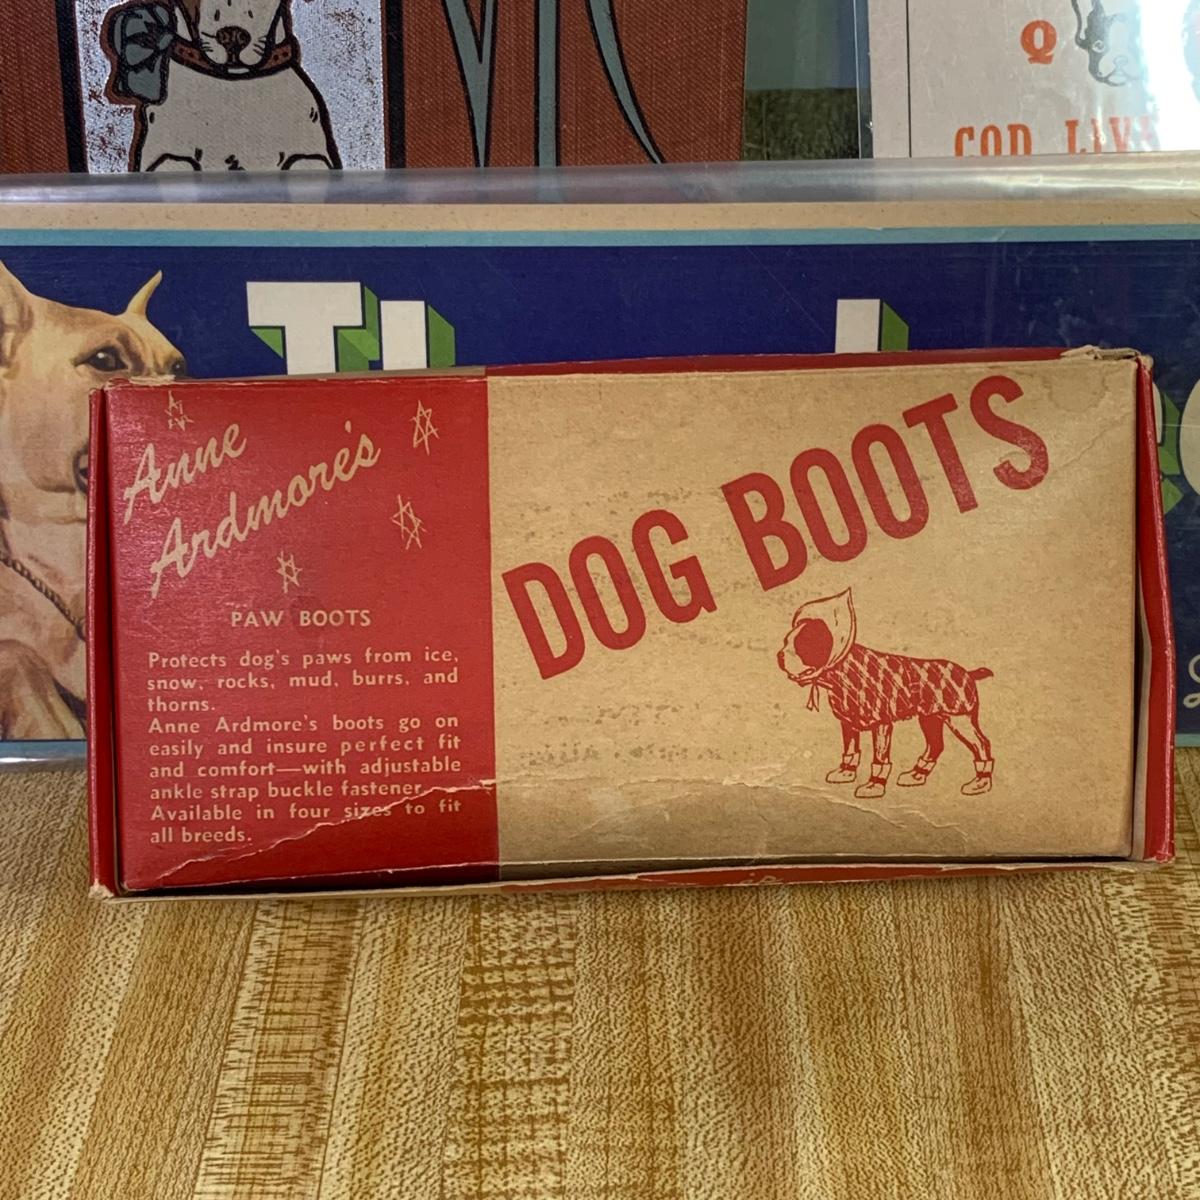 Q
COD LIVE
Anne
Ardmore's
PAW BOOTS
Protects dog's paws from ice,
snow, rocks, mud, burrs, and
thorns.
Anne Ardmore's boots go on
easily and insure perfect fit
and comfort—with adjustable
ankle strap buckle fastener.
Available in four sizes to fit
all breeds.
DOG BOOTS